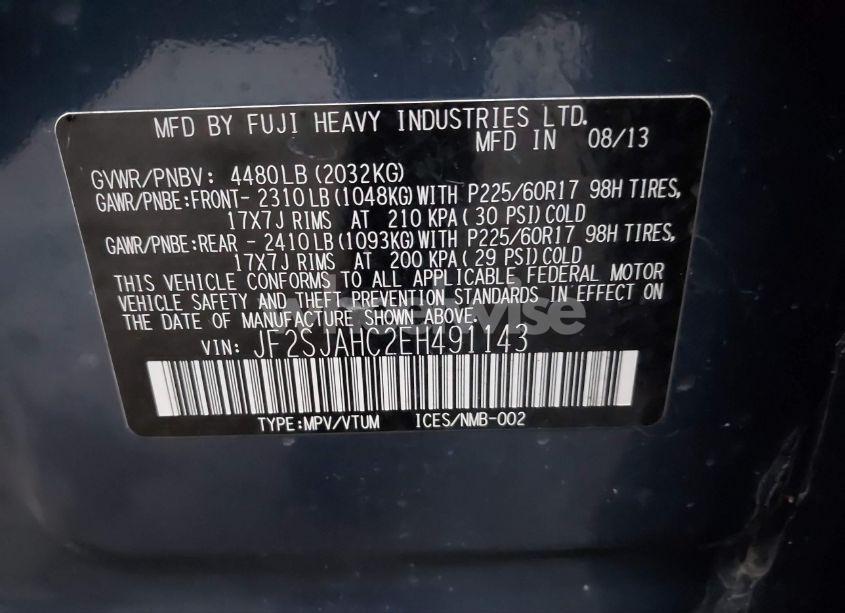 MFD BY FUJI HEAVY INDUSTRIES LTD.
MFD IN 08/13
GVWR/PNBV: 4480LB(2032KG)
GAWR/PNBE:FRONT- 2310LB(1048KG)WITH P225/60R17 98H TIRES,
17X7J RIMS AT 210 KPA( 30 PSI)COLD
GAWR/PNBE:REAR - 2410LB(1093KG)WITH P225/60R17 98H TIRES,
17X7J RIMS AT 200 KPA( 29 PSI)COLD
THIS VEHICLE CONFORMS TO ALL APPLICABLE FEDERAL MOTOR
VEHICLE SAFETY AND THEFT PREVENTION STANDARDS IN EFFECT ON
THE DATE OF MANUFACTURE SHOWN ABOVE.
VIN: JF2SJAHC2EH491143
TYPE:MPV/VTUM ICES/NMB-002